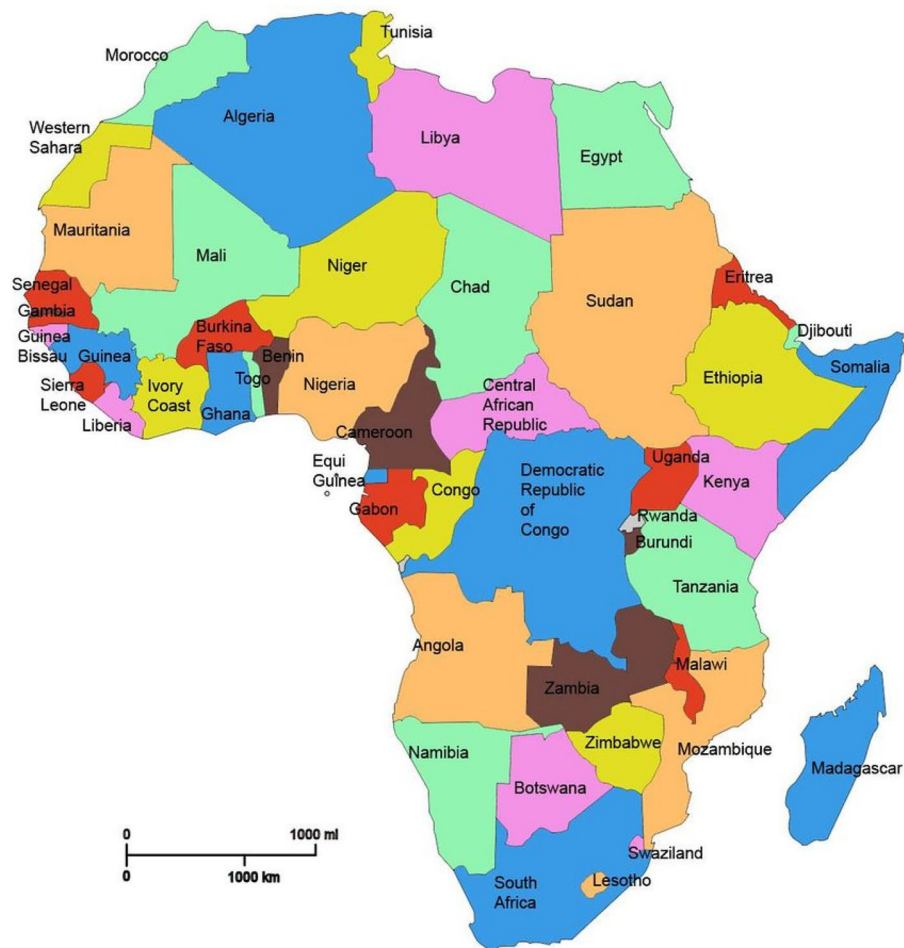 Tunisia
Morocco
Algeria
Libya
Egypt
Western
Sahara
Mauritania
Mali
Niger
Chad
Sudan
Eritrea
Senegal
Gambia
Djibouti
Guinea
Bissau
Guinea
Burkina
Faso
Benin
Somalia
Ethiopia
Sierra
Leone
Ivory
Coast
Togo
Ghana
Nigeria
Central
African
Republic
Liberia
Cameroon
Equi
Guinea
Uganda
Kenya
Democratic
Republic
of
Congo
Congo
Gabon
Rwanda
Burundi
Tanzania
Angola
Malawi
Zambia
Zimbabwe
Mozambique
Namibia
Madagascar
Botswana
0
1000 mi
0
1000 km
Swaziland
South
Africa
Lesotho